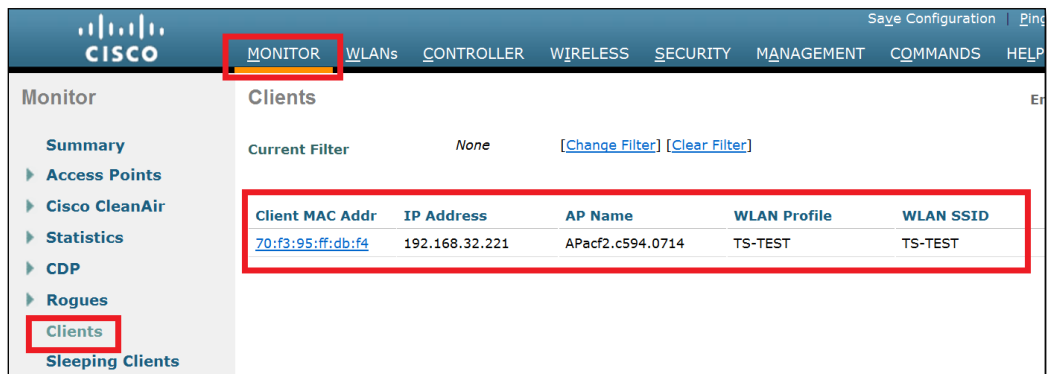 Save Configuration | Ping
CISCO
MONITOR WLANs CONTROLLER WIRELESS SECURITY MANAGEMENT COMMANDS HELP
Monitor
Clients
Er
Summary
Current Filter None [Change Filter] [Clear Filter]
Access Points
Cisco CleanAir
Client MAC Addr IP Address AP Name WLAN Profile WLAN SSID
Statistics
70:f3:95:ff:db:f4 192.168.32.221 APacf2.c594.0714 TS-TEST TS-TEST
CDP
Rogues
Clients
Sleeping Clients